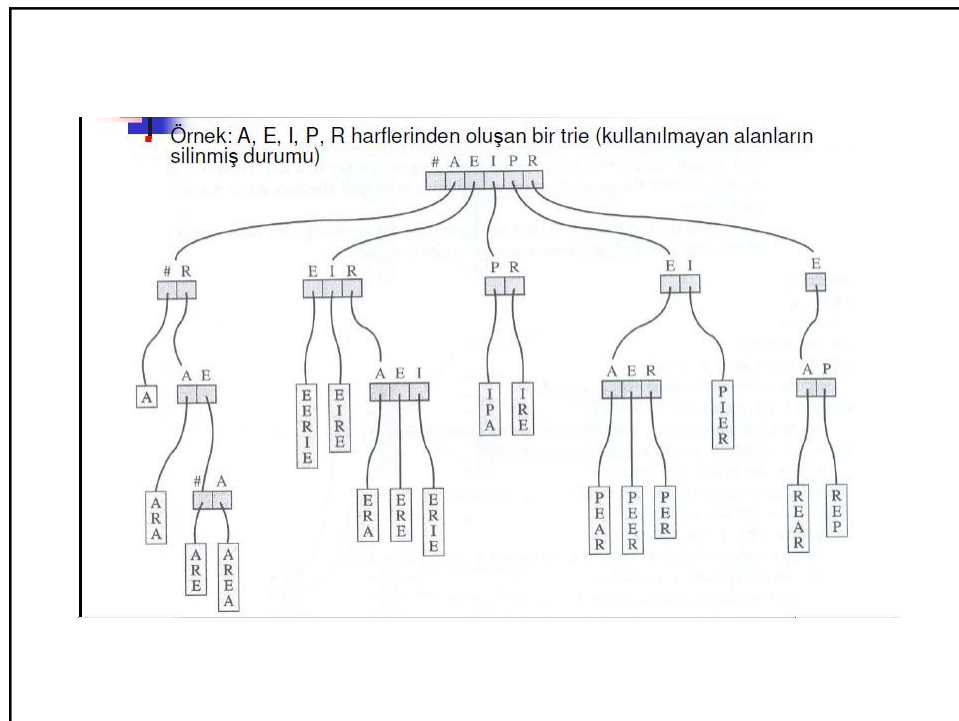 Örnek: A, E, I, P, R harflerinden oluşan bir trie (kullanılmayan alanların
silinmiş durumu)
# A E I P R
# R
E I R
P R
E I
E
A
A E
EERIE
EIRE
A E I
IPA
IRE
A E R
PIER
A P
ARA
# A
ERA
ERE
ERIE
PEAR
PEER
PER
REAR
REP
ARE
AREA